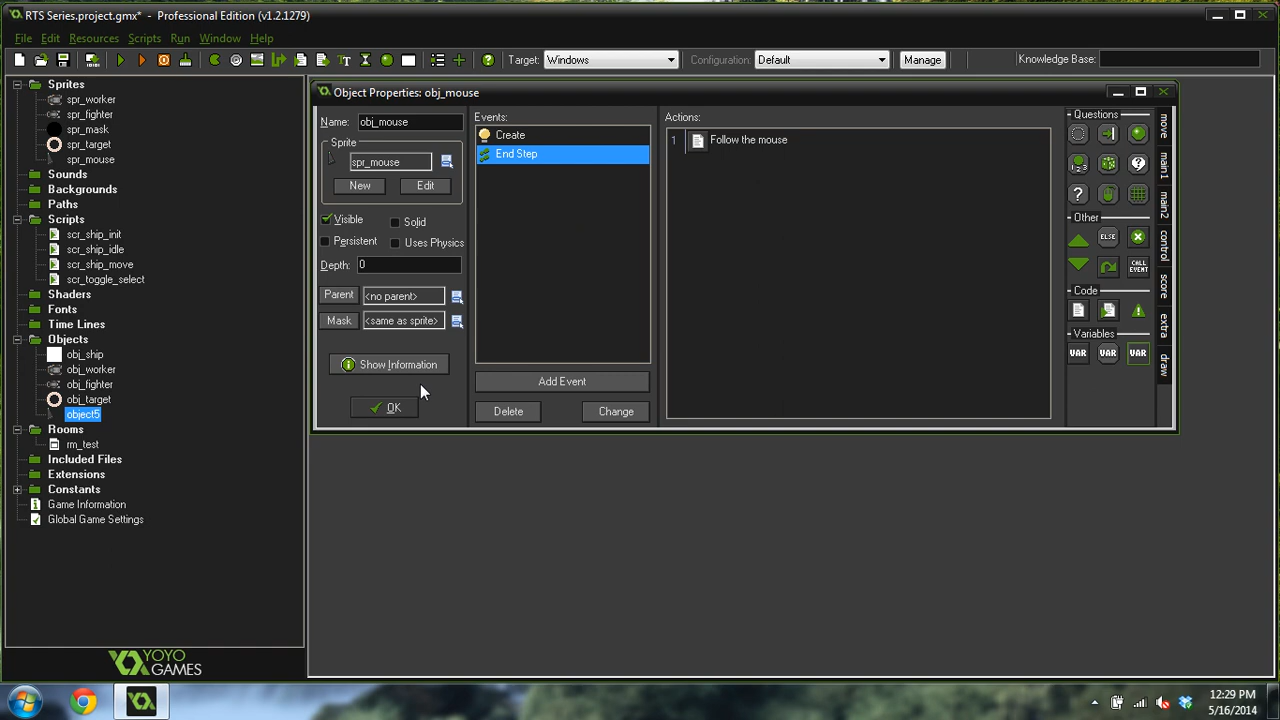 RTS Series.project.gmx* - Professional Edition (v1.2.1279)
File Edit Resources Scripts Run Window Help
Target: Windows Configuration: Default Manage Knowledge Base:
Sprites
spr_worker
spr_fighter
spr_mask
spr_target
spr_mouse
Sounds
Backgrounds
Paths
Scripts
scr_ship_init
scr_ship_idle
scr_ship_move
scr_toggle_select
Shaders
Fonts
Time Lines
Objects
obj_ship
obj_worker
obj_fighter
obj_target
object5
Rooms
rm_test
Included Files
Extensions
Constants
Game Information
Global Game Settings
YOYO
GAMES
Object Properties: obj_mouse
Name: obj_mouse
Sprite
spr_mouse
New Edit
Visible Solid
Persistent Uses Physics
Depth: 0
Parent <no parent>
Mask <same as sprite>
Show Information
OK
Events:
Create
End Step
Add Event
Delete Change
Actions:
1 Follow the mouse
Questions
Other
ELSE
CALL EVENT
Code
Variables
VAR VAR VAR
move
main1
main2
control
score
extra
draw
12:29 PM
5/16/2014